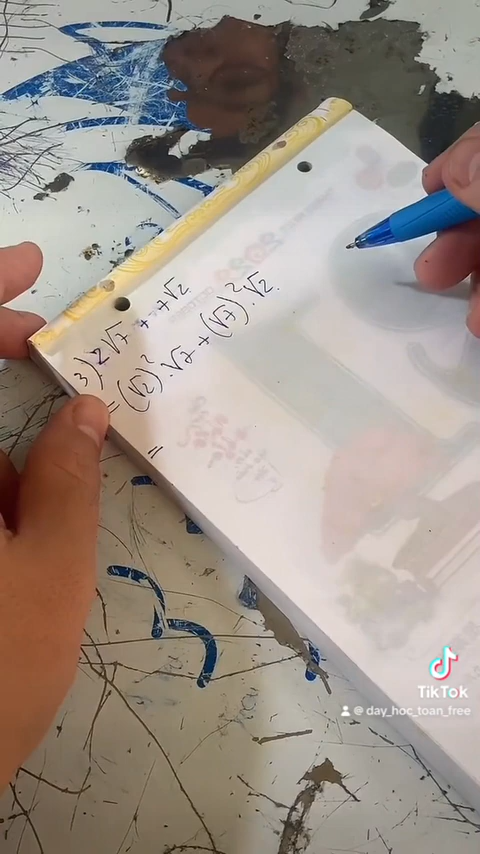 3) 2√7 + 7√2
= (√2)² . √7 + (√7)² . √2 .
=
TikTok
@ day_hoc_toan_free